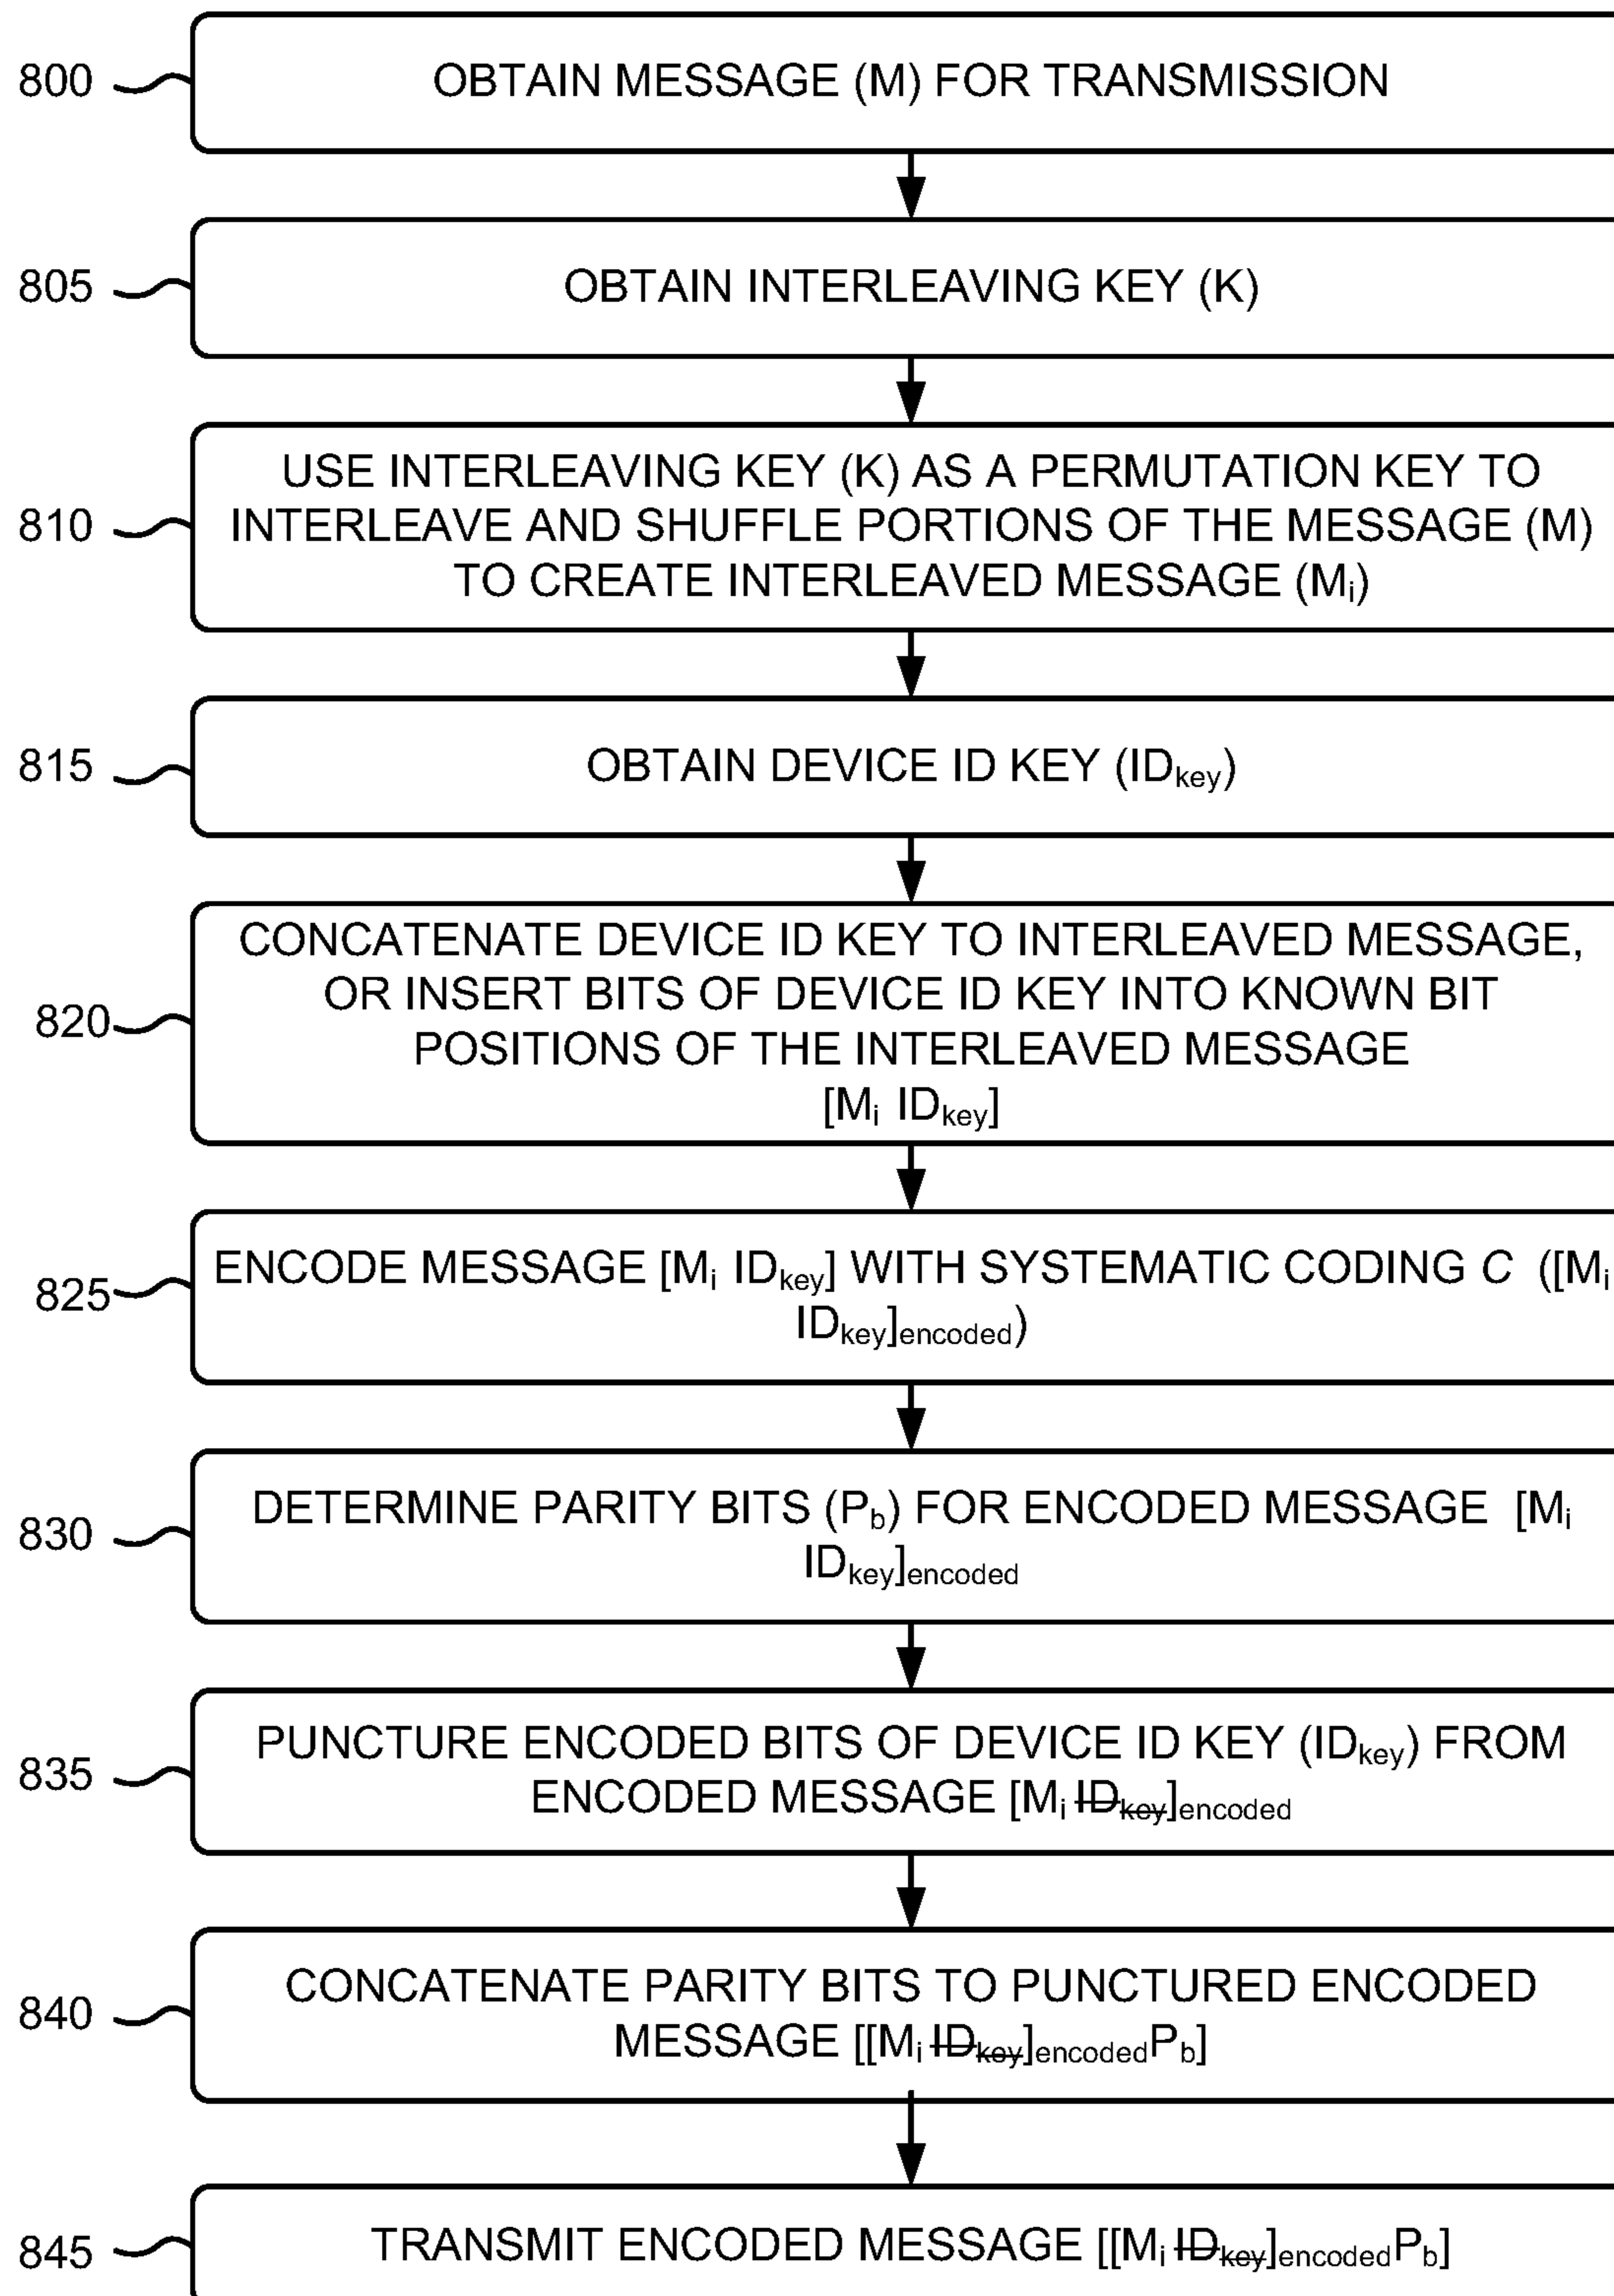 800 OBTAIN MESSAGE (M) FOR TRANSMISSION
805 OBTAIN INTERLEAVING KEY (K)
USE INTERLEAVING KEY (K) AS A PERMUTATION KEY TO
810 INTERLEAVE AND SHUFFLE PORTIONS OF THE MESSAGE (M)
TO CREATE INTERLEAVED MESSAGE (Mi)
815 OBTAIN DEVICE ID KEY (IDkey)
CONCATENATE DEVICE ID KEY TO INTERLEAVED MESSAGE,
820 OR INSERT BITS OF DEVICE ID KEY INTO KNOWN BIT
POSITIONS OF THE INTERLEAVED MESSAGE
[Mi IDkey]
825 ENCODE MESSAGE [Mi IDkey] WITH SYSTEMATIC CODING C ([Mi
IDkey]encoded)
830 DETERMINE PARITY BITS (Pb) FOR ENCODED MESSAGE [Mi
IDkey]encoded
835 PUNCTURE ENCODED BITS OF DEVICE ID KEY (IDkey) FROM
ENCODED MESSAGE [Mi IDkey]encoded
840 CONCATENATE PARITY BITS TO PUNCTURED ENCODED
MESSAGE [[Mi IDkey]encodedPb]
845 TRANSMIT ENCODED MESSAGE [[Mi IDkey]encodedPb]